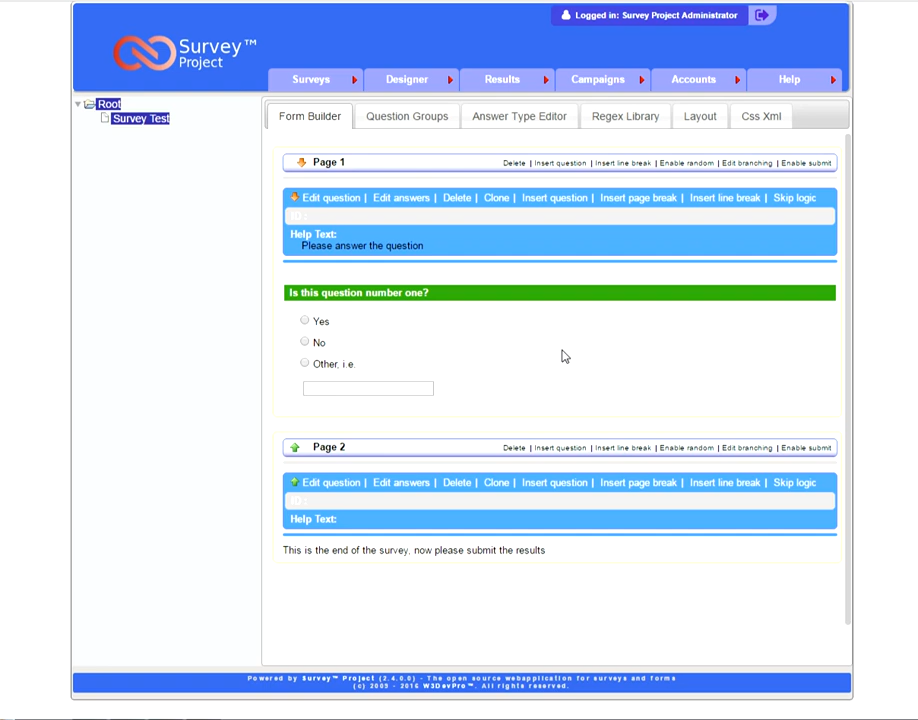 Logged in: Survey Project Administrator
Survey™
Project
Surveys Designer Results Campaigns Accounts Help
Root
Survey Test
Form Builder Question Groups Answer Type Editor Regex Library Layout Css Xml
Page 1 Delete | Insert question | Insert line break | Enable random | Edit branching | Enable submit
Edit question | Edit answers | Delete | Clone | Insert question | Insert page break | Insert line break | Skip logic
ID:
Help Text:
Please answer the question
Is this question number one?
Yes
No
Other, i.e.
Page 2 Delete | Insert question | Insert line break | Enable random | Edit branching | Enable submit
Edit question | Edit answers | Delete | Clone | Insert question | Insert page break | Insert line break | Skip logic
ID:
Help Text:
This is the end of the survey, now please submit the results
Powered by Survey™ Project (2.4.0.0) - The open source webapplication for surveys and forms
(c) 2005 - 2016 W3DevPro™. All rights reserved.